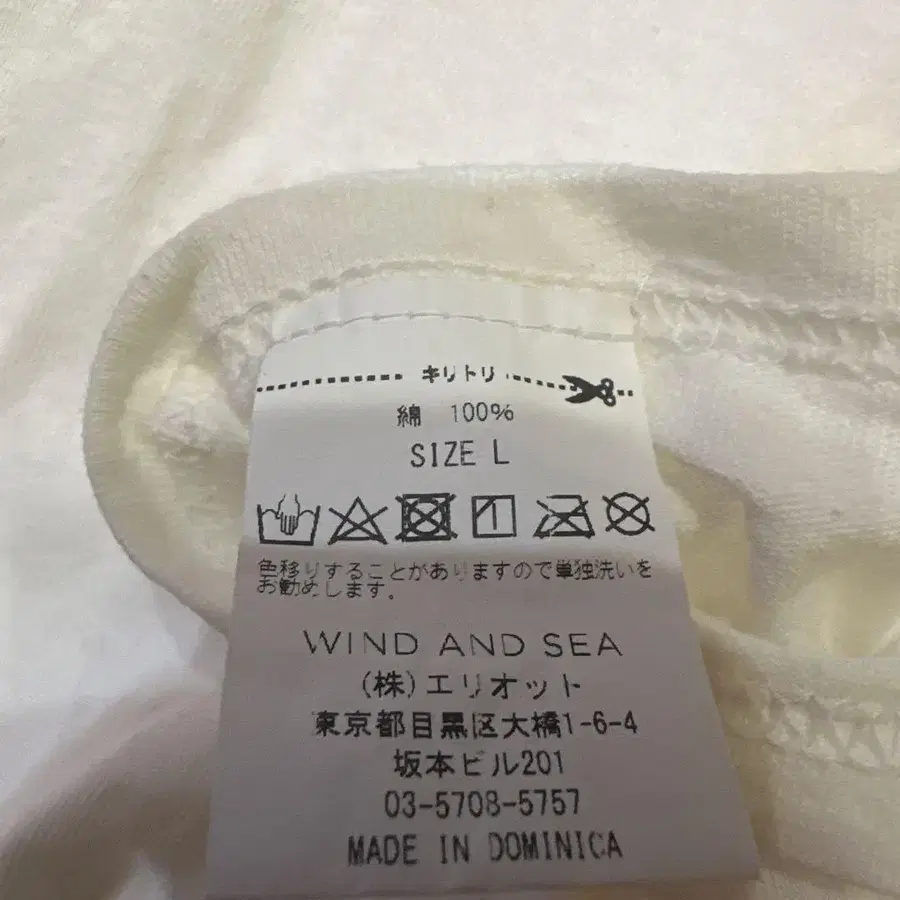 キリトリ
綿 100%
SIZE L
色移りすることがありますので単独洗いを
お勧めします。
WIND AND SEA
(株)エリオット
東京都目黒区大橋1-6-4
坂本ビル201
03-5708-5757
MADE IN DOMINICA